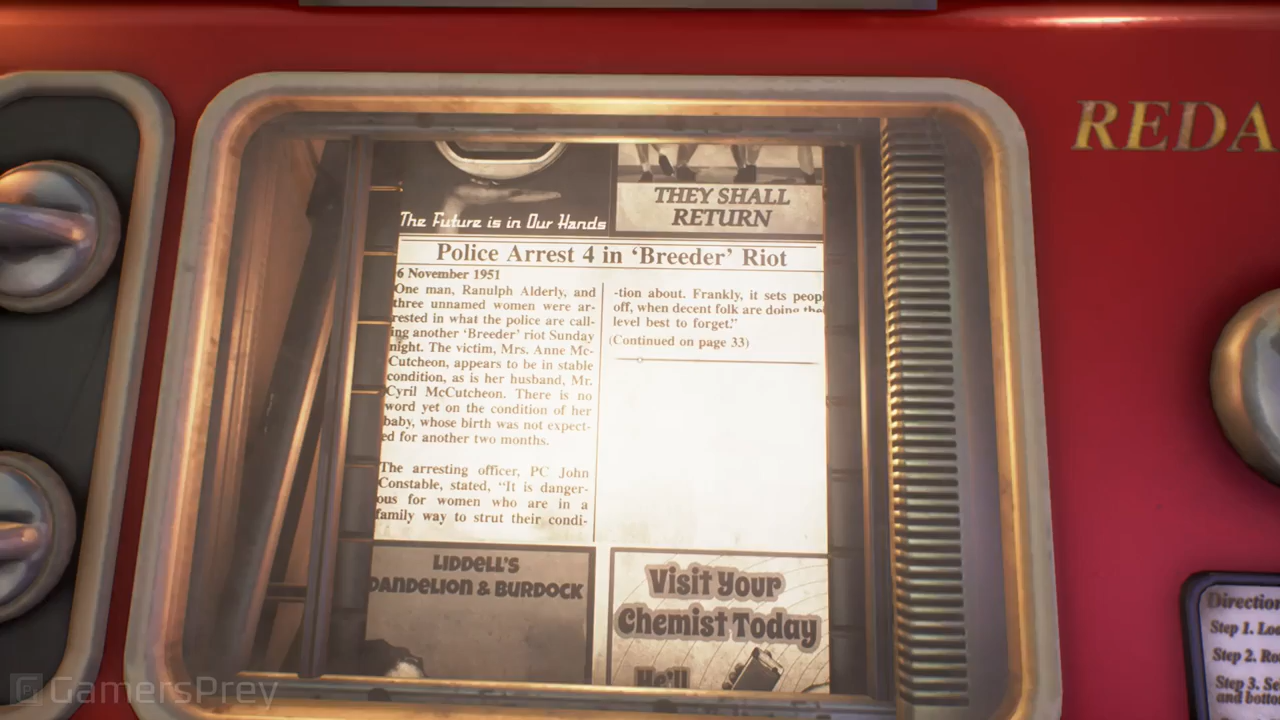 REDA
The Future is in Our Hands
THEY SHALL
RETURN
Police Arrest 4 in ‘Breeder’ Riot
6 November 1951
One man, Ranulph Alderly, and
three unnamed women were ar-
rested in what the police are call-
ing another ‘Breeder’ riot Sunday
night. The victim, Mrs. Anne Mc-
Cutcheon, appears to be in stable
condition, as is her husband, Mr.
Cyril McCutcheon. There is no
word yet on the condition of her
baby, whose birth was not expect-
ed for another two months.
The arresting officer, PC John
Constable, stated, “It is danger-
ous for women who are in a
family way to strut their condi-
-tion about. Frankly, it sets peopl
off, when decent folk are doing thei
level best to forget.”
(Continued on page 33)
LIDDELL'S
DANDELION & BURDOCK
Visit Your
Chemist Today
He'll
Direction
Step 1. Loa
Step 2. Ro
Step 3. Se
and botto
GamersPrey